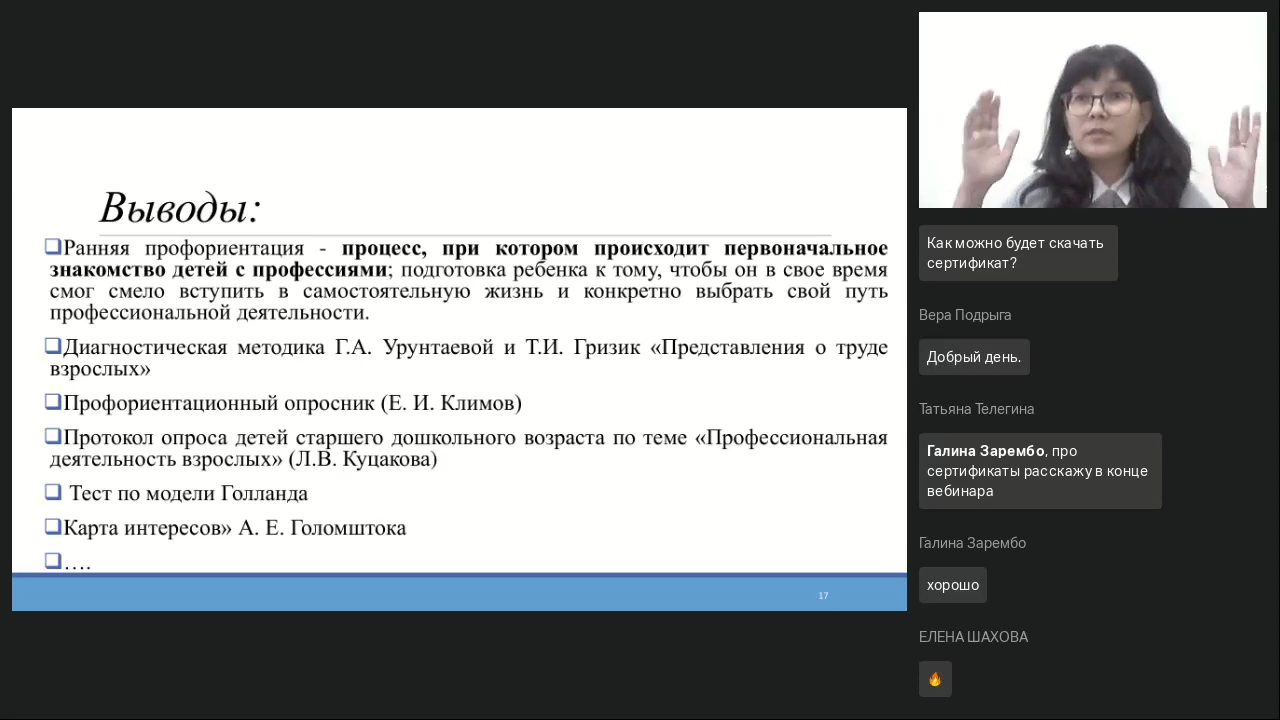 Выводы:
❑Ранняя профориентация - процесс, при котором происходит первоначальное
знакомство детей с профессиями; подготовка ребенка к тому, чтобы он в свое время
смог смело вступить в самостоятельную жизнь и конкретно выбрать свой путь
профессиональной деятельности.
❑Диагностическая методика Г.А. Урунтаевой и Т.И. Гризик «Представления о труде
взрослых»
❑Профориентационный опросник (Е. И. Климов)
❑Протокол опроса детей старшего дошкольного возраста по теме «Профессиональная
деятельность взрослых» (Л.В. Куцакова)
❑ Тест по модели Голланда
❑Карта интересов» А. Е. Голомштока
❑….
17
Как можно будет скачать
сертификат?
Вера Подрыга
Добрый день.
Татьяна Телегина
Галина Зарембо, про
сертификаты расскажу в конце
вебинара
Галина Зарембо
хорошо
ЕЛЕНА ШАХОВА
🔥